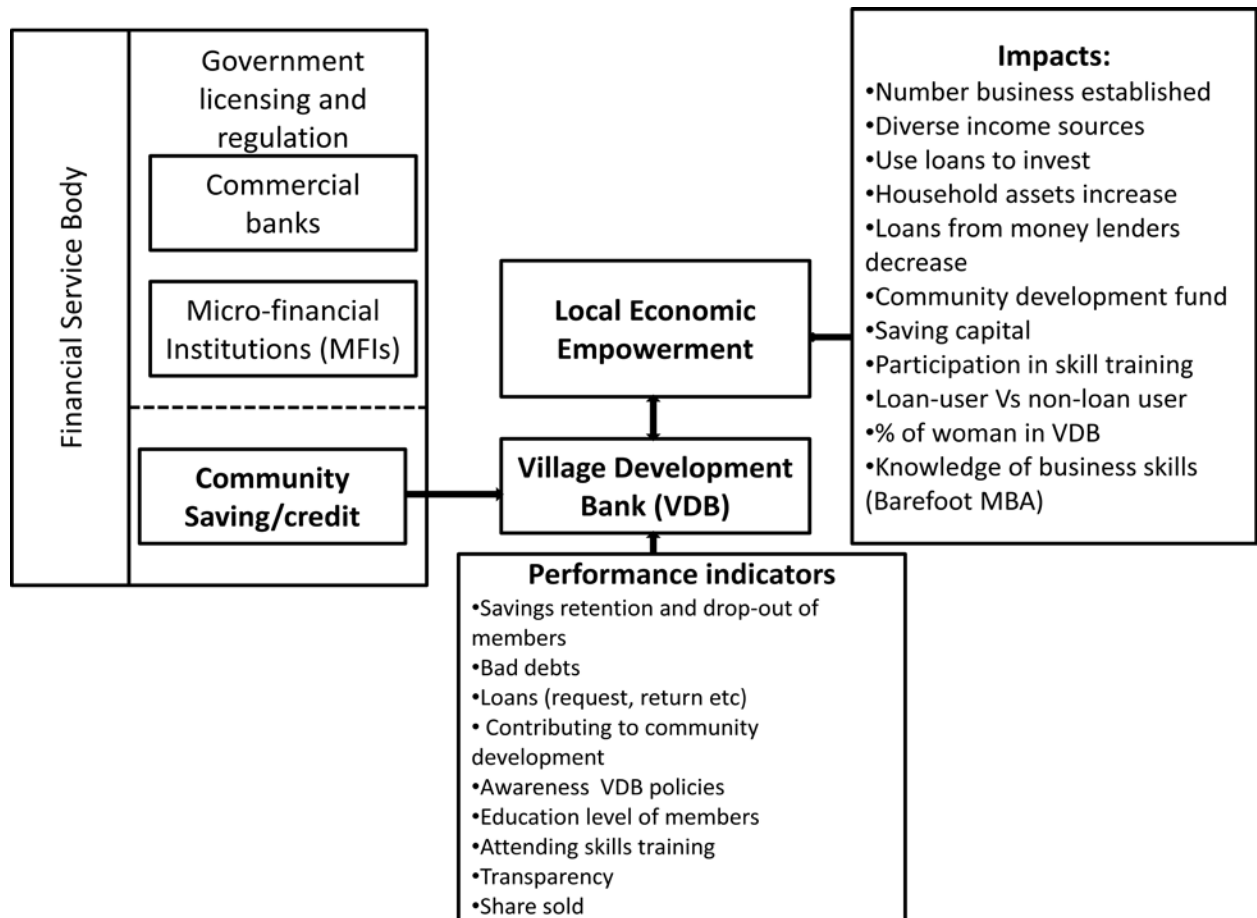 Financial Service Body
Government
licensing and
regulation
Commercial
banks
Micro-financial
Institutions (MFIs)
Community
Saving/credit
Local Economic
Empowerment
Village Development
Bank (VDB)
Performance indicators
•Savings retention and drop-out of
members
•Bad debts
•Loans (request, return etc)
• Contributing to community
development
•Awareness  VDB policies
•Education level of members
•Attending skills training
•Transparency
•Share sold
Impacts:
•Number business established
•Diverse income sources
•Use loans to invest
•Household assets increase
•Loans from money lenders
decrease
•Community development fund
•Saving capital
•Participation in skill training
•Loan-user Vs non-loan user
•% of woman in VDB
•Knowledge of business skills
(Barefoot MBA)